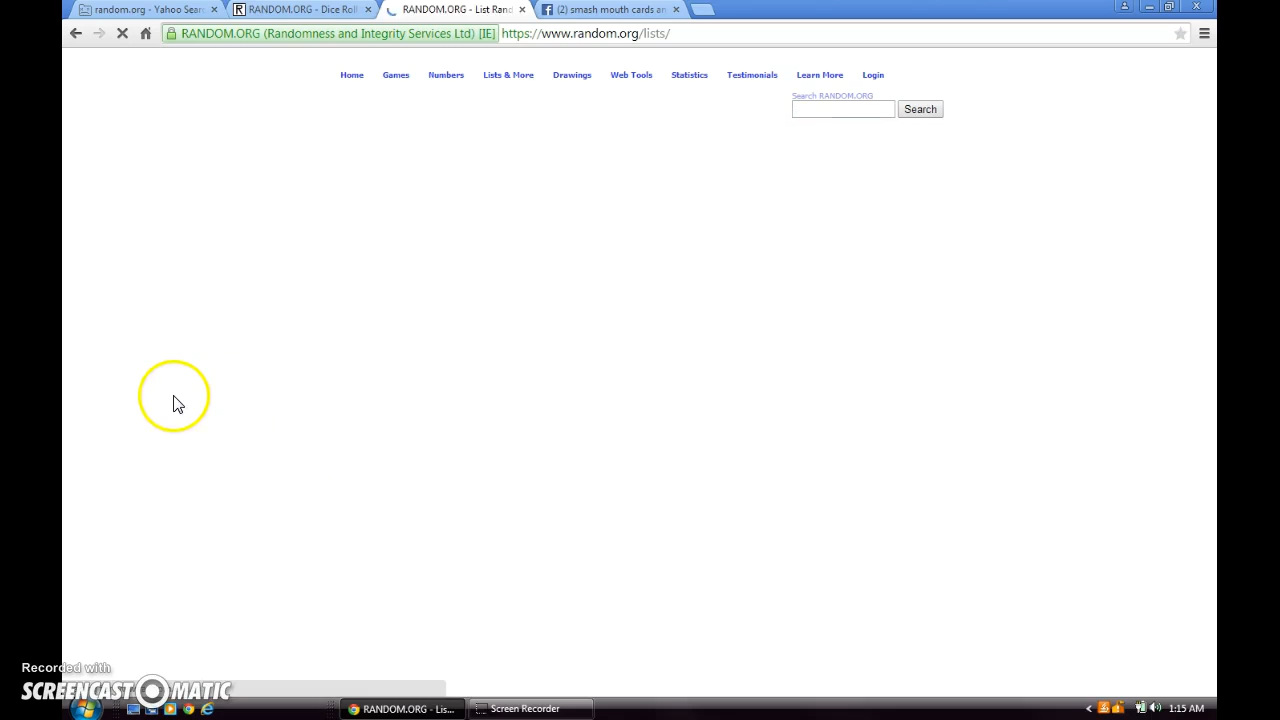 random.org - Yahoo Sear
RANDOM.ORG - Dice Roll
RANDOM.ORG - List Rand
(2) smash mouth cards an
RANDOM.ORG (Randomness and Integrity Services Ltd) [IE]
https://www.random.org/lists/
Home Games Numbers Lists & More Drawings Web Tools Statistics Testimonials Learn More Login
Search RANDOM.ORG
Search
Recorded with
SCREENCAST-O-MATIC
RANDOM.ORG - Lis...
Screen Recorder
1:15 AM